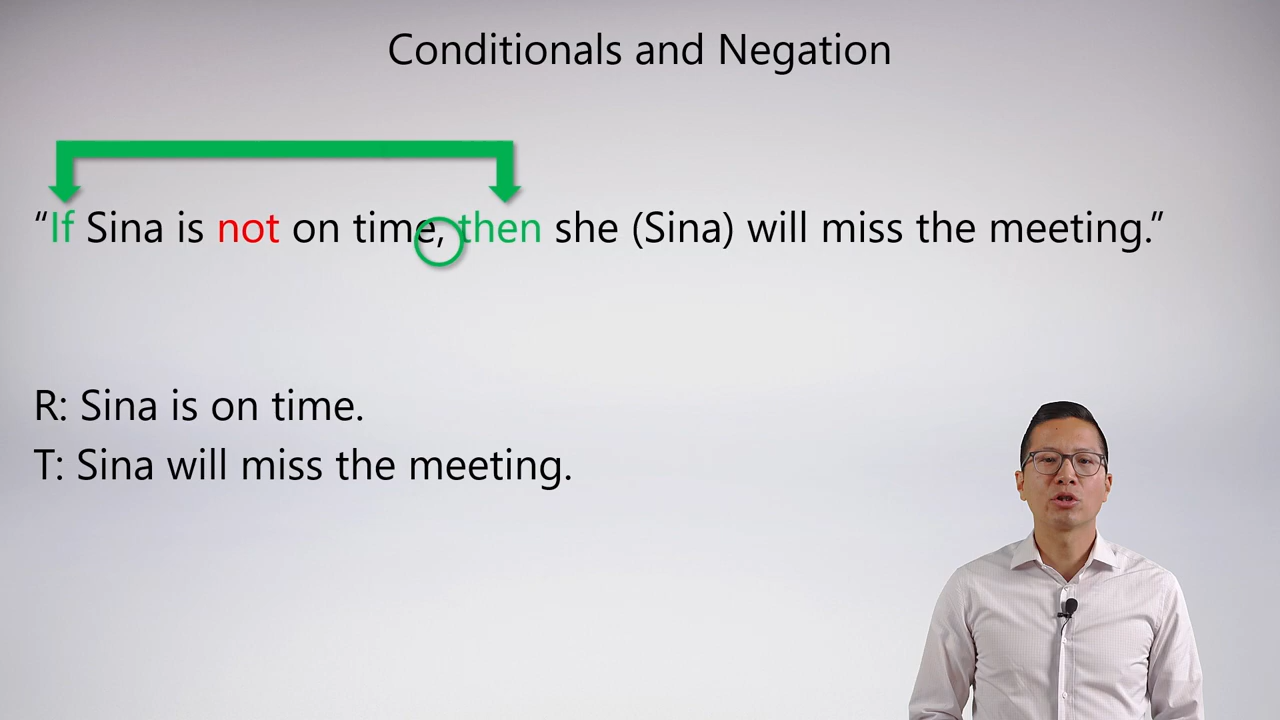 Conditionals and Negation
“If Sina is not on time, then she (Sina) will miss the meeting.”
R: Sina is on time.
T: Sina will miss the meeting.